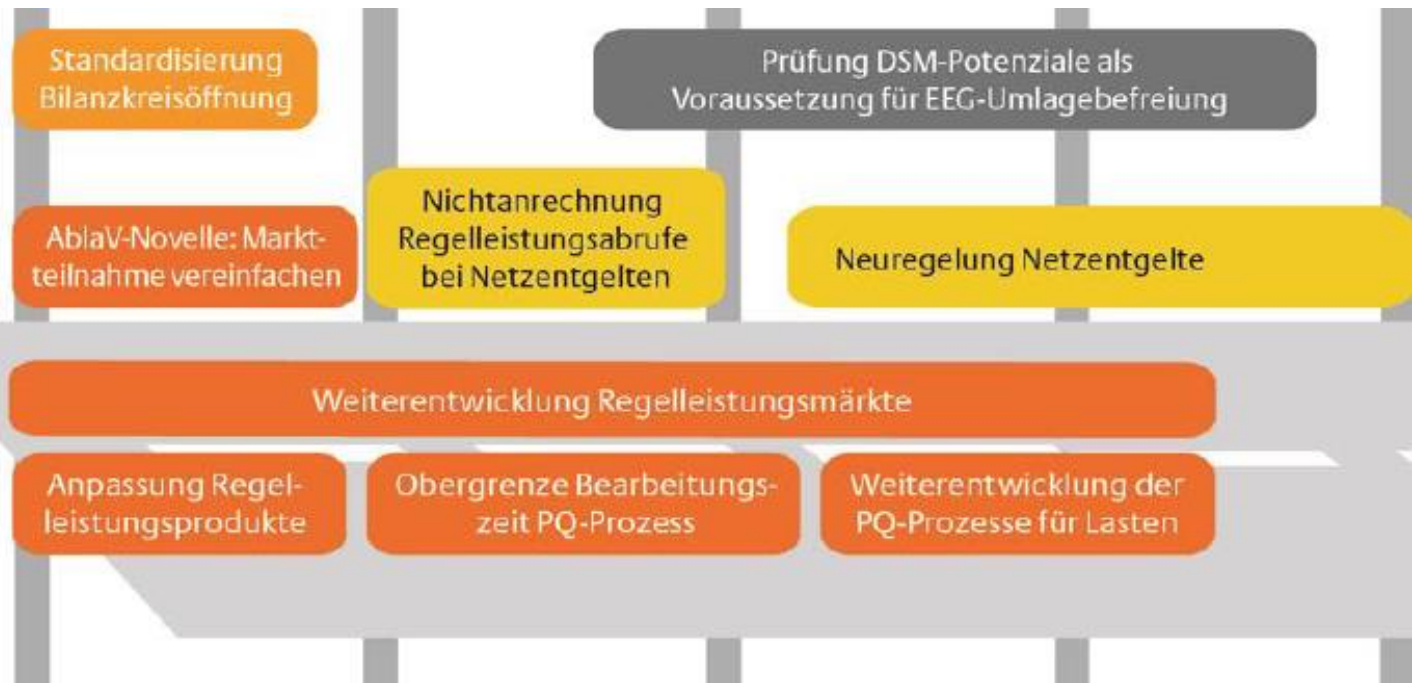 Standardisierung
Bilanzkreisöffnung
Prüfung DSM-Potenziale als
Voraussetzung für EEG-Umlagebefreiung
AblaV-Novelle: Markt-
teilnahme vereinfachen
Nichtanrechnung
Regelleistungsabrufe
bei Netzentgelten
Neuregelung Netzentgelte
Weiterentwicklung Regelleistungsmärkte
Anpassung Regel-
leistungsprodukte
Obergrenze Bearbeitungs-
zeit PQ-Prozess
Weiterentwicklung der
PQ-Prozesse für Lasten